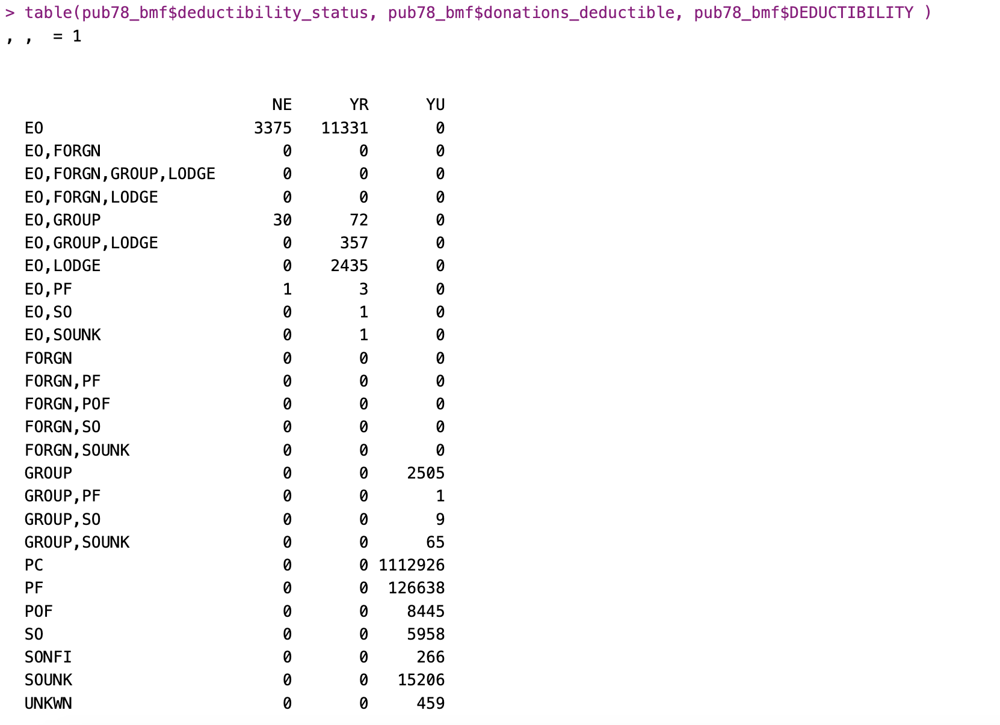 > table(pub78_bmf$deductibility_status, pub78_bmf$donations_deductible, pub78_bmf$DEDUCTIBILITY )
, ,  = 1
NE YR YU
EO 3375 11331 0
EO,FORGN 0 0 0
EO,FORGN,GROUP,LODGE 0 0 0
EO,FORGN,LODGE 0 0 0
EO,GROUP 30 72 0
EO,GROUP,LODGE 0 357 0
EO,LODGE 0 2435 0
EO,PF 1 3 0
EO,SO 0 1 0
EO,SOUNK 0 1 0
FORGN 0 0 0
FORGN,PF 0 0 0
FORGN,POF 0 0 0
FORGN,SO 0 0 0
FORGN,SOUNK 0 0 0
GROUP 0 0 2505
GROUP,PF 0 0 1
GROUP,SO 0 0 9
GROUP,SOUNK 0 0 65
PC 0 0 1112926
PF 0 0 126638
POF 0 0 8445
SO 0 0 5958
SONFI 0 0 266
SOUNK 0 0 15206
UNKWN 0 0 459